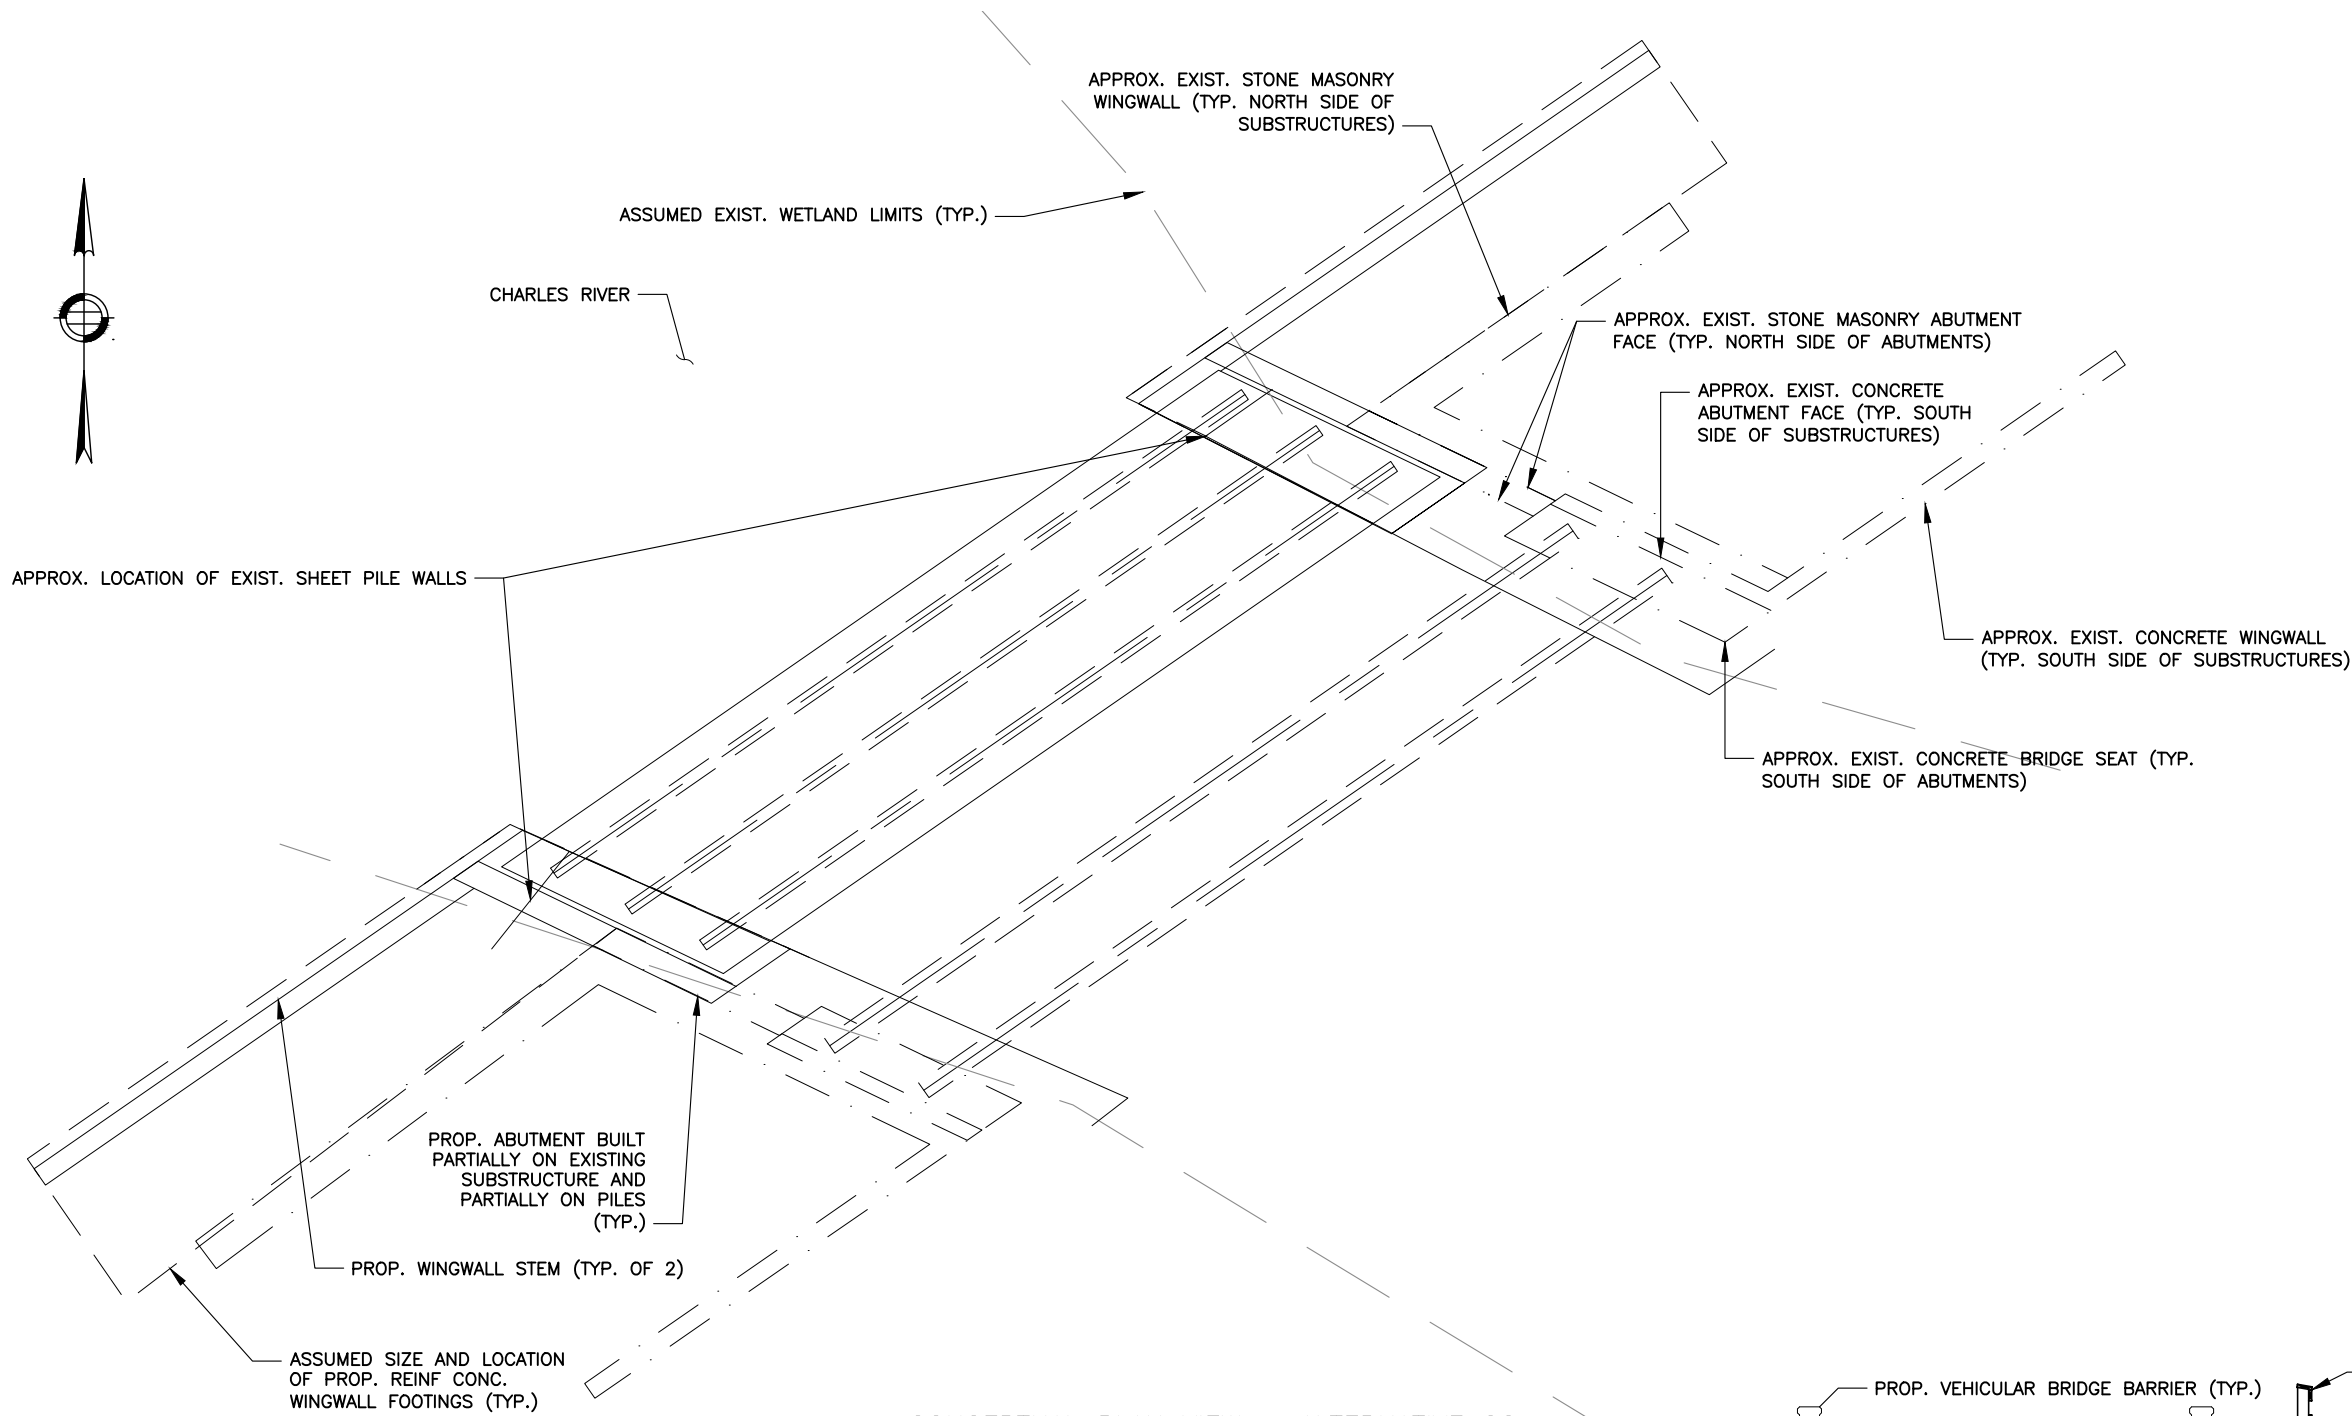 APPROX. EXIST. STONE MASONRY
WINGWALL (TYP. NORTH SIDE OF
SUBSTRUCTURES)
ASSUMED EXIST. WETLAND LIMITS (TYP.)
CHARLES RIVER
APPROX. EXIST. STONE MASONRY ABUTMENT
FACE (TYP. NORTH SIDE OF ABUTMENTS)
APPROX. EXIST. CONCRETE
ABUTMENT FACE (TYP. SOUTH
SIDE OF SUBSTRUCTURES)
APPROX. LOCATION OF EXIST. SHEET PILE WALLS
APPROX. EXIST. CONCRETE WINGWALL
(TYP. SOUTH SIDE OF SUBSTRUCTURES)
APPROX. EXIST. CONCRETE BRIDGE SEAT (TYP.
SOUTH SIDE OF ABUTMENTS)
PROP. ABUTMENT BUILT
PARTIALLY ON EXISTING
SUBSTRUCTURE AND
PARTIALLY ON PILES
(TYP.)
PROP. WINGWALL STEM (TYP. OF 2)
ASSUMED SIZE AND LOCATION
OF PROP. REINF CONC.
WINGWALL FOOTINGS (TYP.)
PROP. VEHICULAR BRIDGE BARRIER (TYP.)